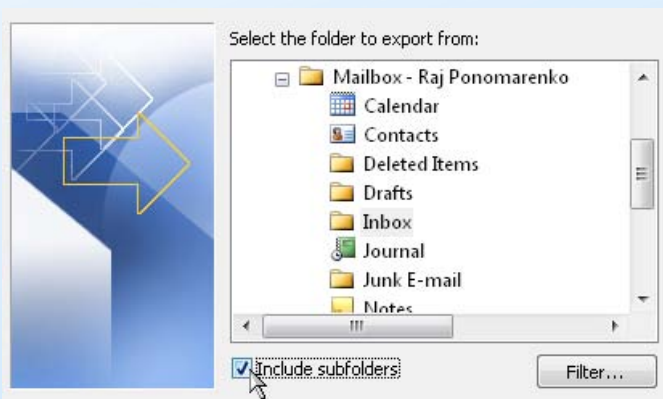 Select the folder to export from:
Mailbox - Raj Ponomarenko
Calendar
Contacts
Deleted Items
Drafts
Inbox
Journal
Junk E-mail
Notes
Include subfolders
Filter...